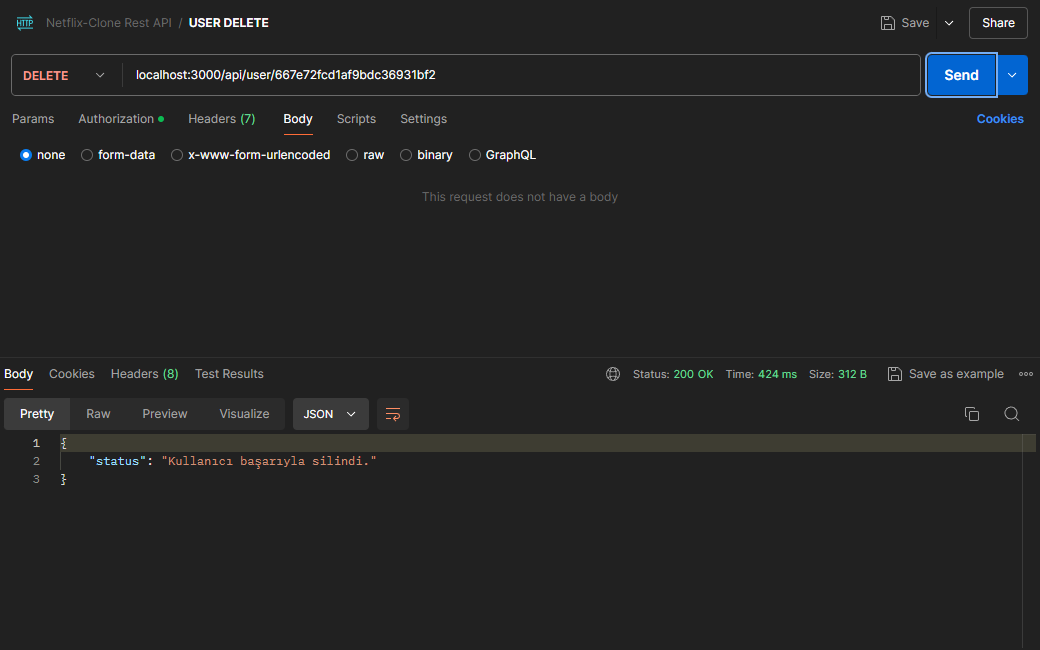 HTTP Netflix-Clone Rest API / USER DELETE Save Share
DELETE localhost:3000/api/user/667e72fcd1af9bdc36931bf2 Send
Params Authorization Headers (7) Body Scripts Settings Cookies
none form-data x-www-form-urlencoded raw binary GraphQL
This request does not have a body
Body Cookies Headers (8) Test Results Status: 200 OK Time: 424 ms Size: 312 B Save as example
Pretty Raw Preview Visualize JSON
1 {
2 "status": "Kullanıcı başarıyla silindi."
3 }